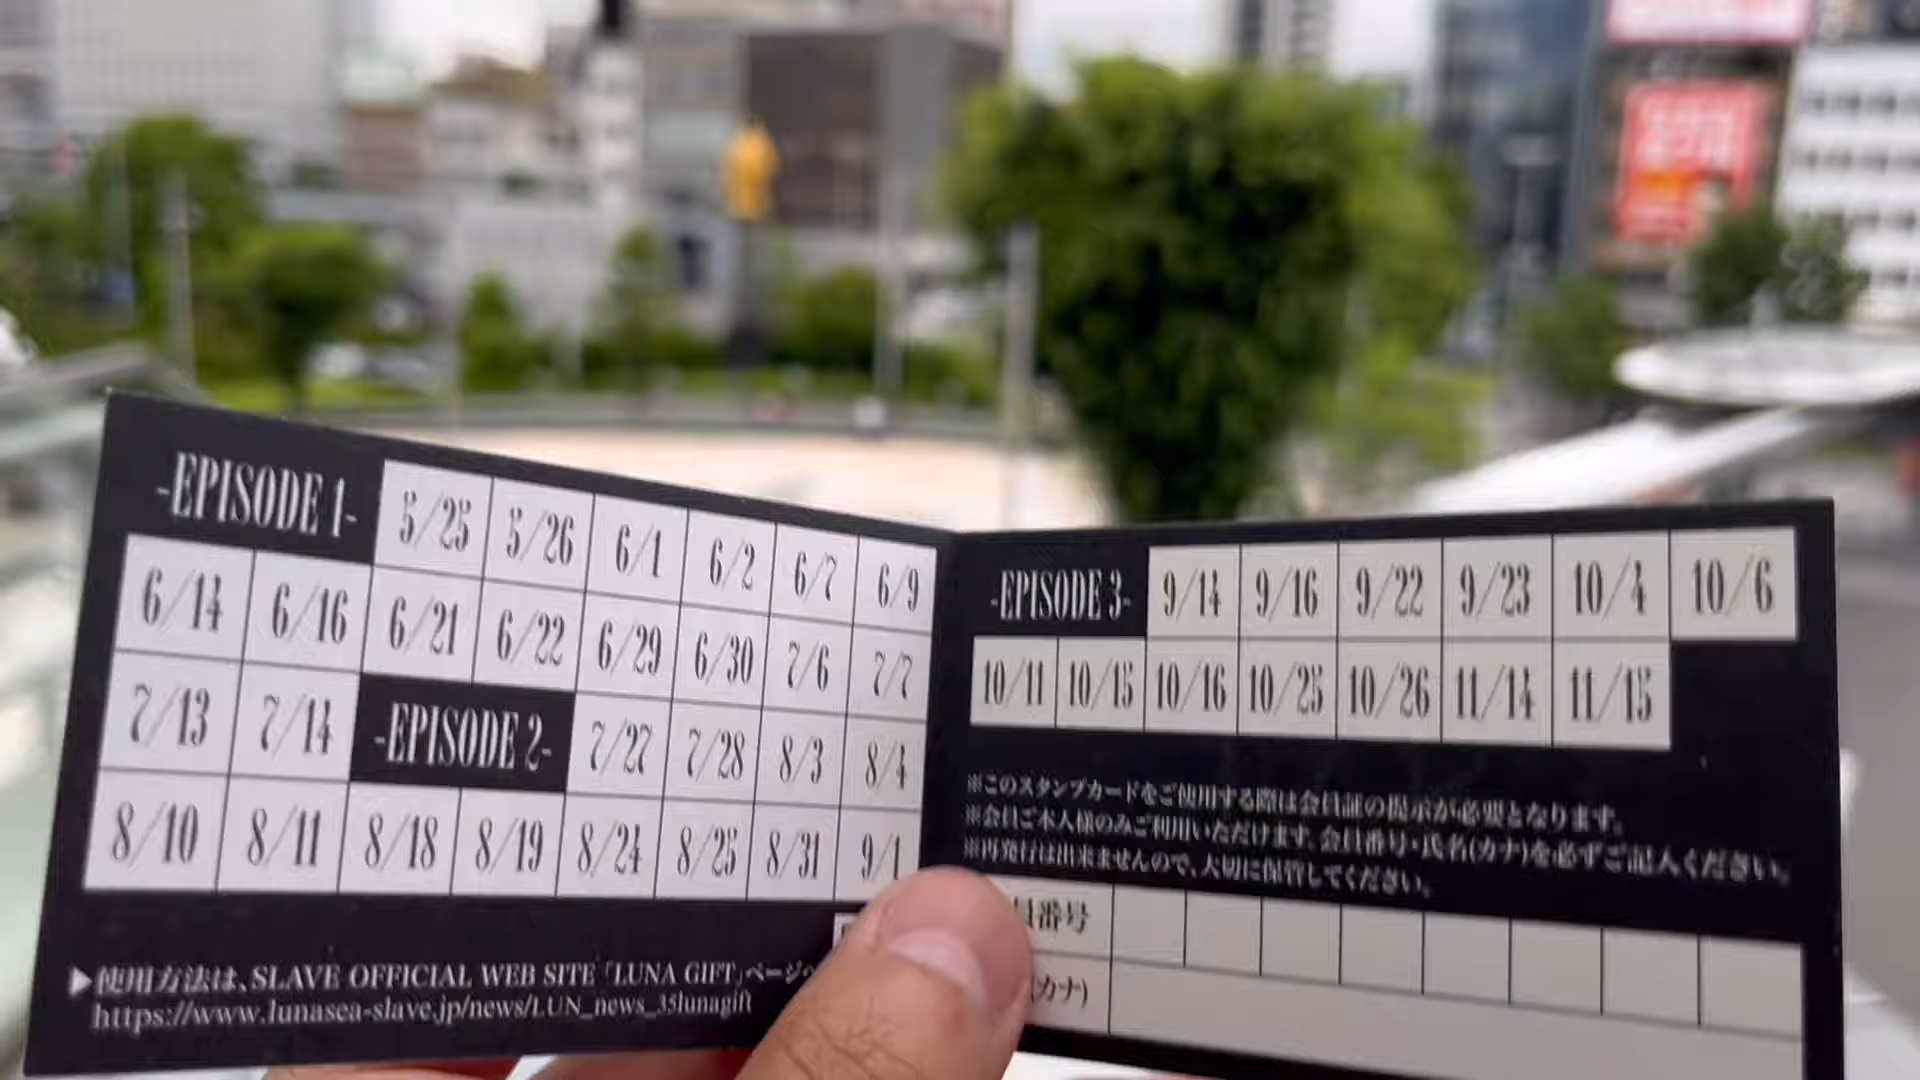 -EPISODE 1- 5/25 5/26 6/1 6/2 6/7 6/9
6/14 6/16 6/21 6/22 6/29 6/30 7/6 7/7
7/13 7/14 -EPISODE 2- 7/27 7/28 8/3 8/4
8/10 8/11 8/18 8/19 8/24 8/25 8/31 9/1
▶使用方法は、SLAVE OFFICIAL WEB SITE「LUNA GIFT」ページ
https://www.lunasea-slave.jp/news/LUN_news_35lunagift
-EPISODE 3- 9/14 9/16 9/22 9/23 10/4 10/6
10/11 10/15 10/16 10/25 10/26 11/14 11/15
※このスタンプカードをご使用する際は会員証の提示が必要となります。
※会員ご本人様のみご利用いただけます。会員番号・氏名(カナ)を必ずご記入ください。
※再発行は出来ませんので、大切に保管してください。
番号
(カナ)